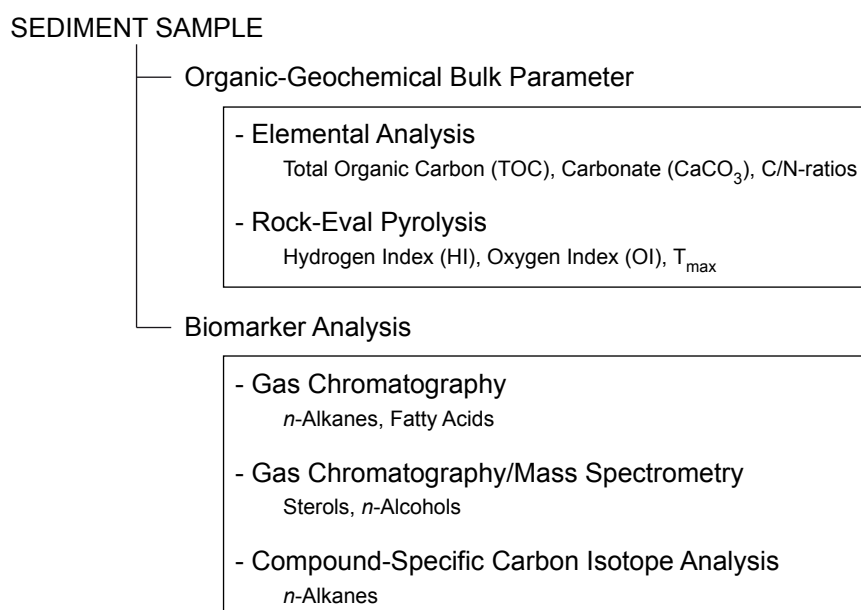 SEDIMENT SAMPLE
Organic-Geochemical Bulk Parameter
- Elemental Analysis
Total Organic Carbon (TOC), Carbonate (CaCO₃), C/N-ratios
- Rock-Eval Pyrolysis
Hydrogen Index (HI), Oxygen Index (OI), Tmax
Biomarker Analysis
- Gas Chromatography
n-Alkanes, Fatty Acids
- Gas Chromatography/Mass Spectrometry
Sterols, n-Alcohols
- Compound-Specific Carbon Isotope Analysis
n-Alkanes